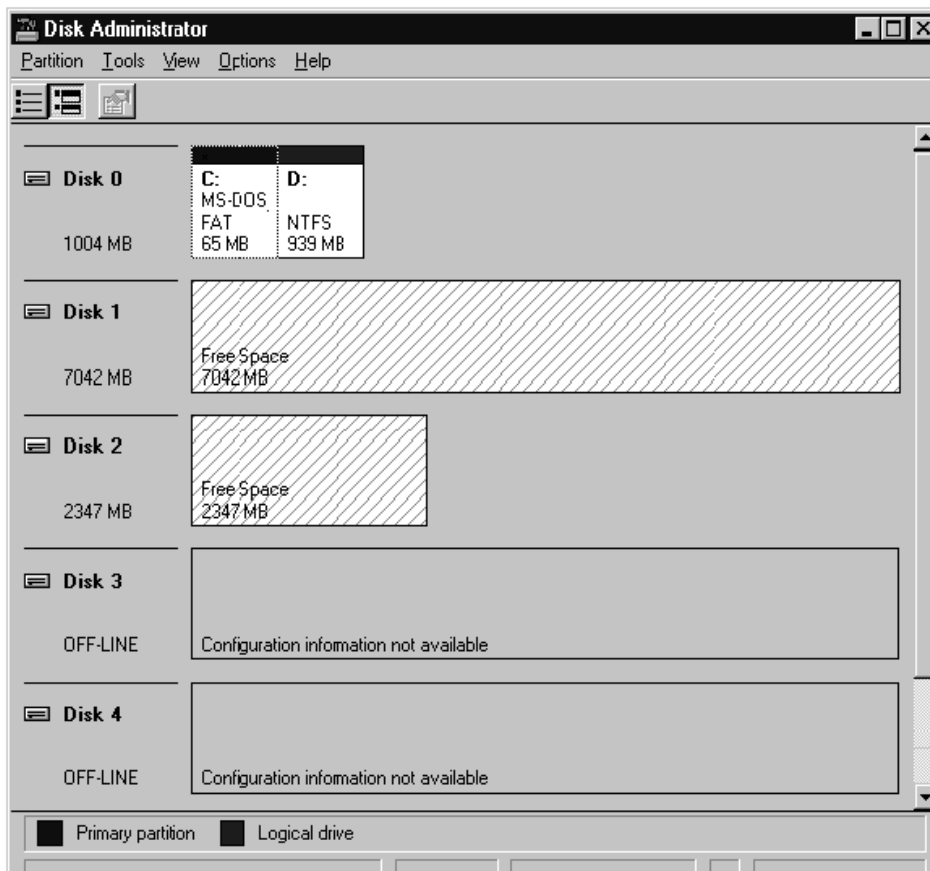 Disk Administrator
Partition Tools View Options Help
Disk 0
1004 MB
C:
MS-DOS
FAT
65 MB
D:
NTFS
939 MB
Disk 1
7042 MB
Free Space
7042 MB
Disk 2
2347 MB
Free Space
2347 MB
Disk 3
OFF-LINE
Configuration information not available
Disk 4
OFF-LINE
Configuration information not available
Primary partition Logical drive